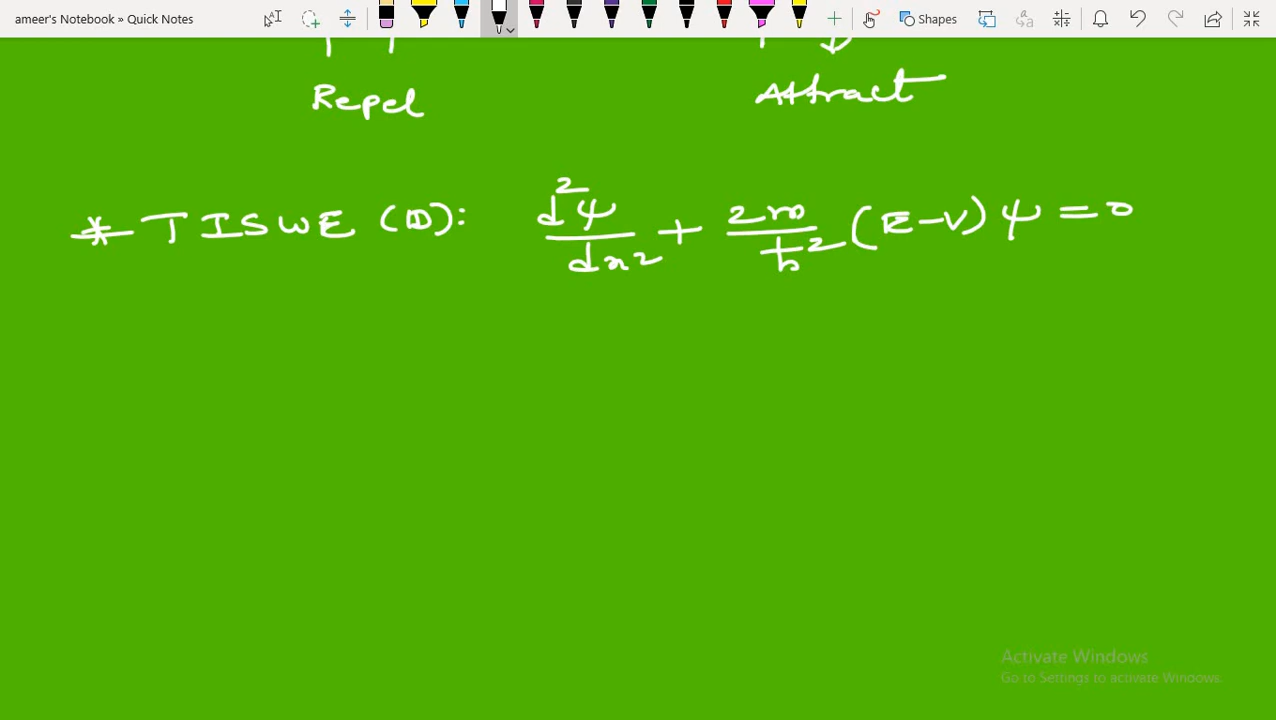 ameer's Notebook » Quick Notes
Shapes
Repel
Attract
* TISWE (1D): d²ψ/dx² + 2m/ħ² (E-V) ψ = 0
Activate Windows
Go to Settings to activate Windows.